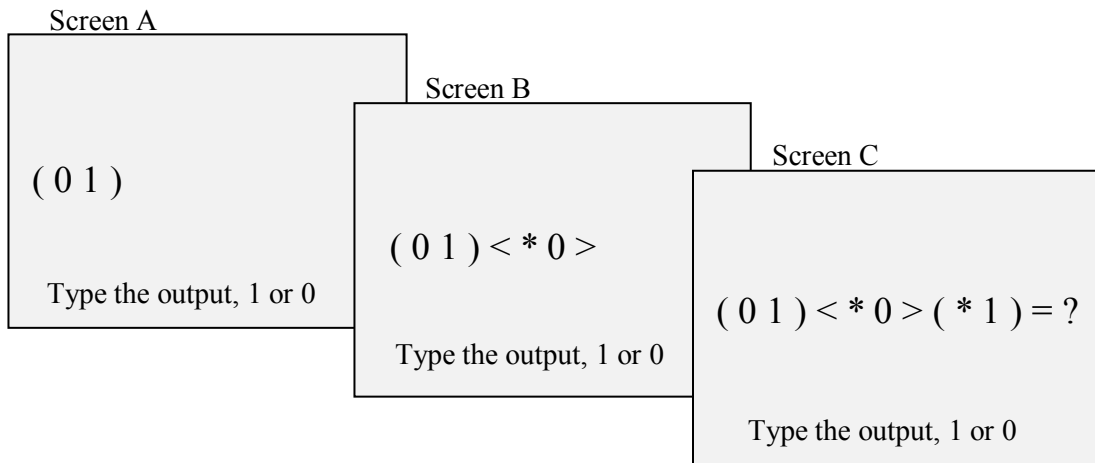 Screen A
( 0 1 )
Type the output, 1 or 0
Screen B
( 0 1 ) < * 0 >
Type the output, 1 or 0
Screen C
( 0 1 ) < * 0 > ( * 1 ) = ?
Type the output, 1 or 0